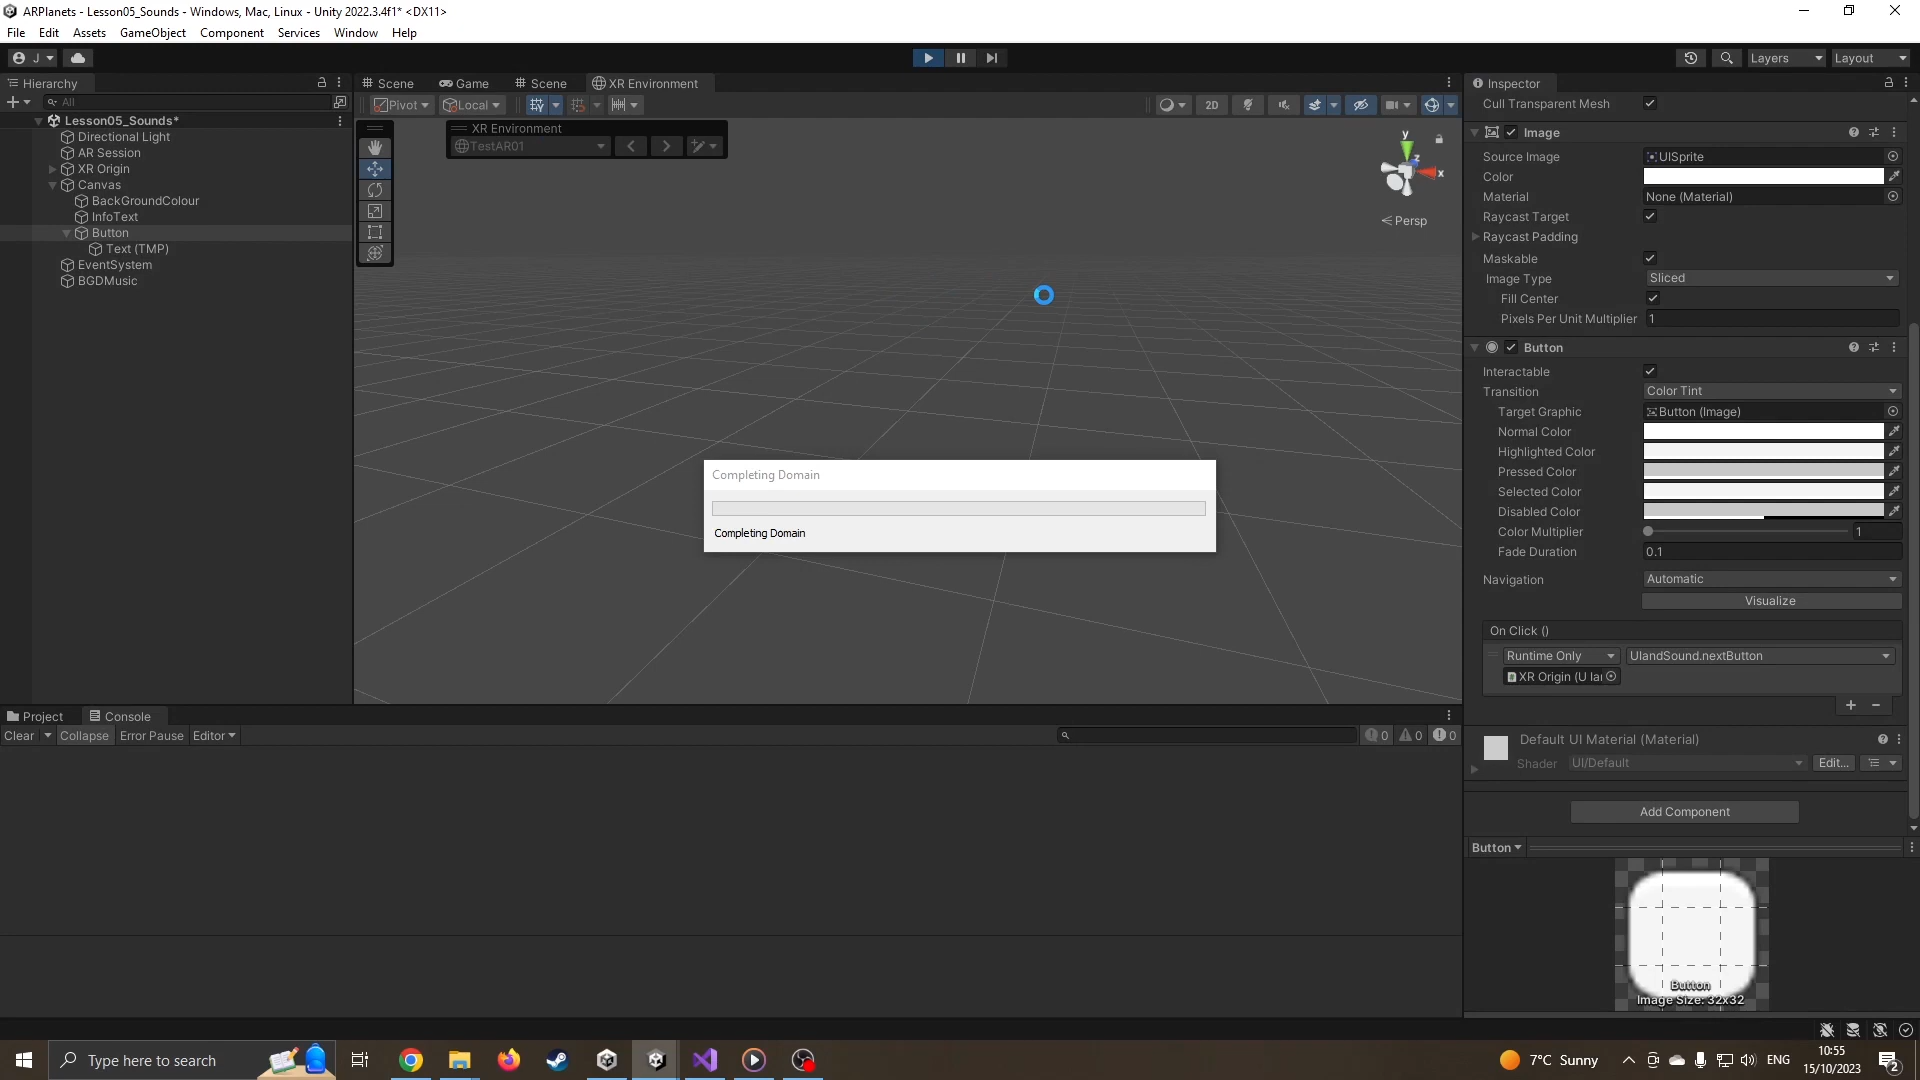 ARPlanets - Lesson05_Sounds - Windows, Mac, Linux - Unity 2022.3.4f1* <DX11>
File Edit Assets GameObject Component Services Window Help
J
Layers
Layout
Hierarchy
All
Lesson05_Sounds*
Directional Light
AR Session
XR Origin
Canvas
BackGroundColour
InfoText
Button
Text (TMP)
EventSystem
BGDMusic
Scene
Game
Scene
XR Environment
Pivot
Local
2D
XR Environment
TestAR01
y
z
x
Persp
Completing Domain
Completing Domain
Project
Console
Clear
Collapse
Error Pause
Editor
0
0
0
Inspector
Cull Transparent Mesh
Image
Source Image UISprite
Color
Material None (Material)
Raycast Target
Raycast Padding
Maskable
Image Type Sliced
Fill Center
Pixels Per Unit Multiplier 1
Button
Interactable
Transition Color Tint
Target Graphic Button (Image)
Normal Color
Highlighted Color
Pressed Color
Selected Color
Disabled Color
Color Multiplier 1
Fade Duration 0.1
Navigation Automatic
Visualize
On Click ()
Runtime Only UIandSound.nextButton
XR Origin (U Iar
+ −
Default UI Material (Material)
Shader UI/Default Edit...
Add Component
Button
Button
Image Size: 32x32
Type here to search
7°C Sunny
ENG
10:55
15/10/2023
2